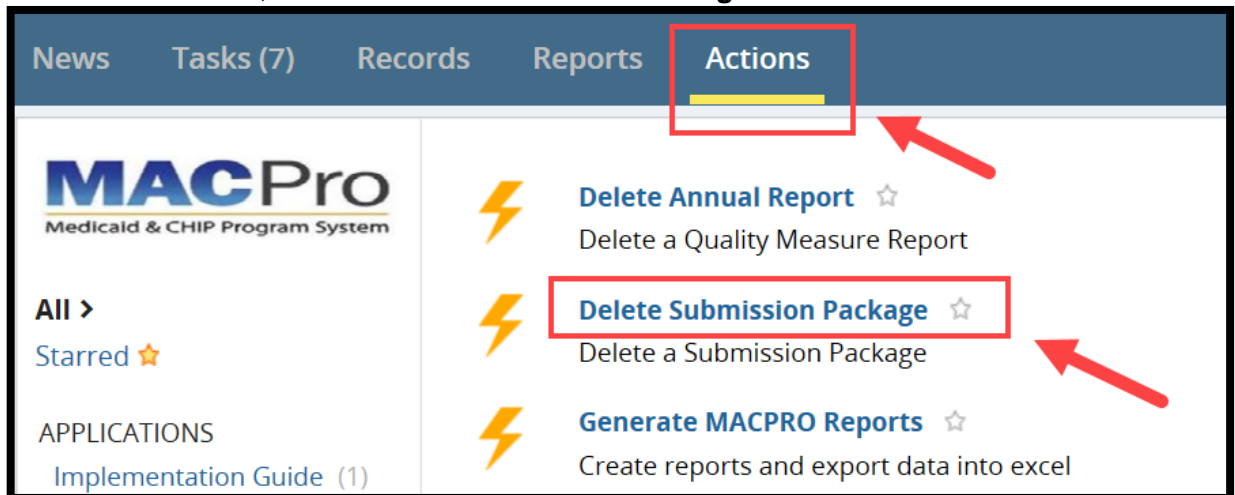 News Tasks (7) Records Reports Actions
MACPro
Medicaid & CHIP Program System
All >
Starred
APPLICATIONS
Implementation Guide (1)
Delete Annual Report
Delete a Quality Measure Report
Delete Submission Package
Delete a Submission Package
Generate MACPRO Reports
Create reports and export data into excel